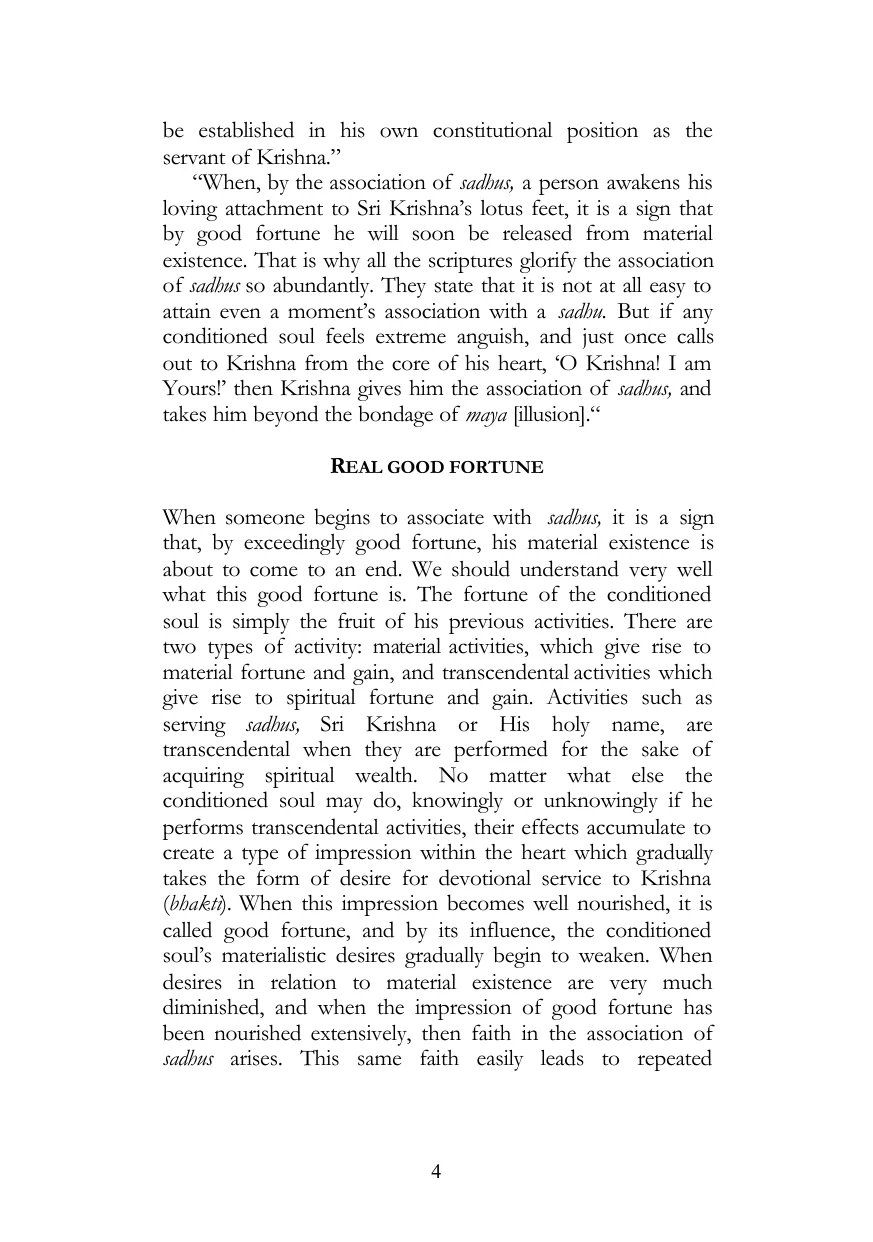 be established in his own constitutional position as the
servant of Krishna.”
“When, by the association of sadhus, a person awakens his
loving attachment to Sri Krishna’s lotus feet, it is a sign that
by good fortune he will soon be released from material
existence. That is why all the scriptures glorify the association
of sadhus so abundantly. They state that it is not at all easy to
attain even a moment’s association with a sadhu. But if any
conditioned soul feels extreme anguish, and just once calls
out to Krishna from the core of his heart, ‘O Krishna! I am
Yours!’ then Krishna gives him the association of sadhus, and
takes him beyond the bondage of maya [illusion].“
REAL GOOD FORTUNE
When someone begins to associate with sadhus, it is a sign
that, by exceedingly good fortune, his material existence is
about to come to an end. We should understand very well
what this good fortune is. The fortune of the conditioned
soul is simply the fruit of his previous activities. There are
two types of activity: material activities, which give rise to
material fortune and gain, and transcendental activities which
give rise to spiritual fortune and gain. Activities such as
serving sadhus, Sri Krishna or His holy name, are
transcendental when they are performed for the sake of
acquiring spiritual wealth. No matter what else the
conditioned soul may do, knowingly or unknowingly if he
performs transcendental activities, their effects accumulate to
create a type of impression within the heart which gradually
takes the form of desire for devotional service to Krishna
(bhakti). When this impression becomes well nourished, it is
called good fortune, and by its influence, the conditioned
soul’s materialistic desires gradually begin to weaken. When
desires in relation to material existence are very much
diminished, and when the impression of good fortune has
been nourished extensively, then faith in the association of
sadhus arises. This same faith easily leads to repeated
4